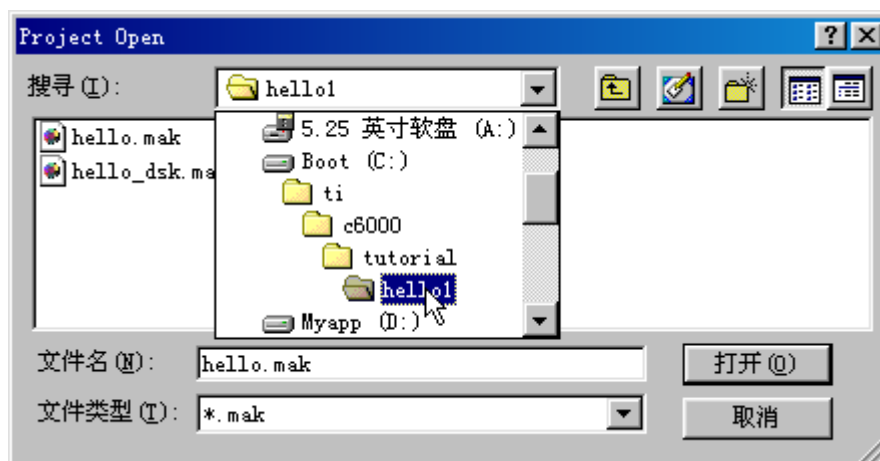 Project Open
搜寻(I):
hello1
hello.mak
hello_dsk.ma
5.25 英寸软盘 (A:)
Boot (C:)
ti
c6000
tutorial
hello1
Myapp (D:)
文件名(N):
hello.mak
打开(O)
文件类型(T):
*.mak
取消